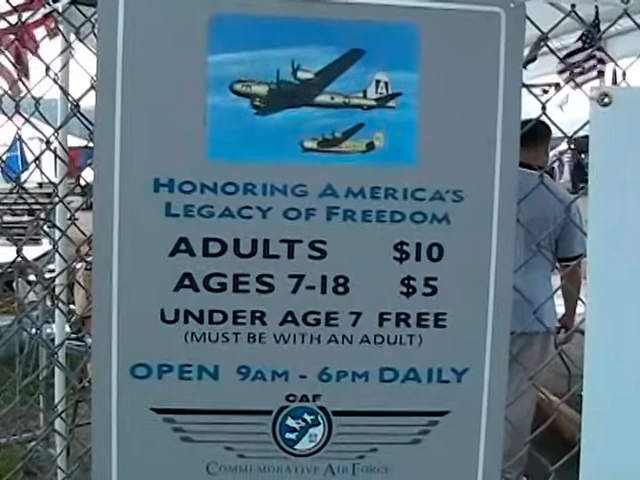 A
HONORING AMERICA'S
LEGACY OF FREEDOM
ADULTS $10
AGES 7-18 $5
UNDER AGE 7 FREE
(MUST BE WITH AN ADULT)
OPEN 9AM - 6PM DAILY
CAF
COMMEMORATIVE AIR FORCE